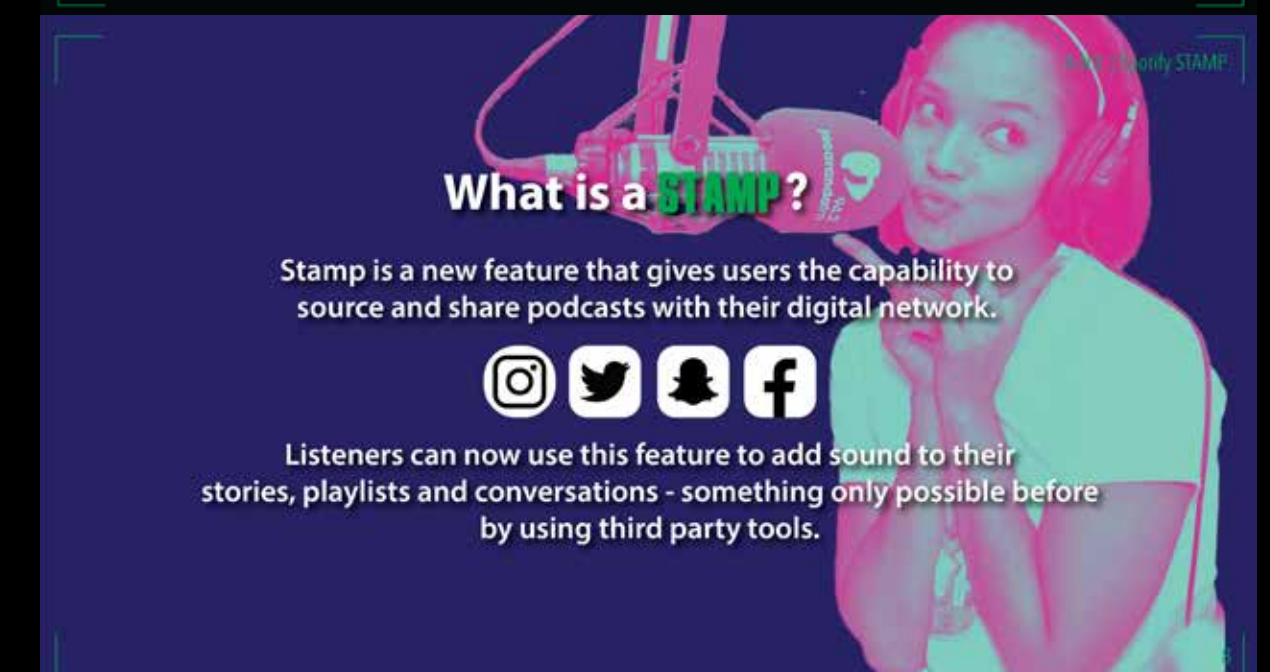 Spotify STAMP
What is a STAMP?
Stamp is a new feature that gives users the capability to
source and share podcasts with their digital network.
Listeners can now use this feature to add sound to their
stories, playlists and conversations - something only possible before
by using third party tools.